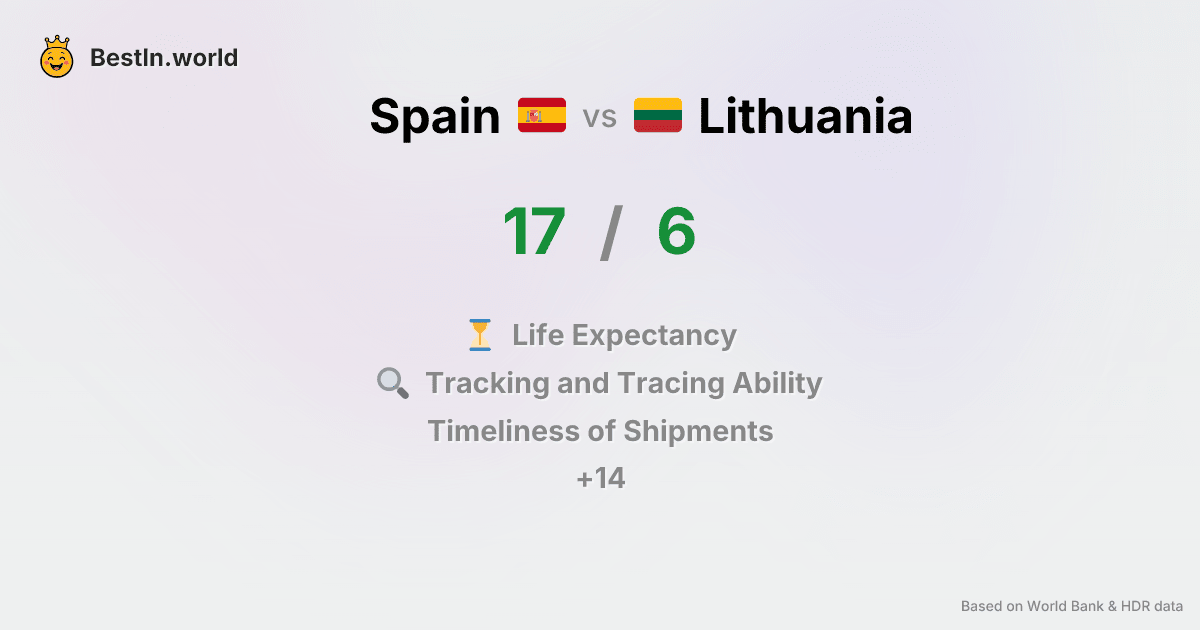 BestIn.world
Spain vs Lithuania
17 / 6
Life Expectancy
Tracking and Tracing Ability
Timeliness of Shipments
+14
Based on World Bank & HDR data